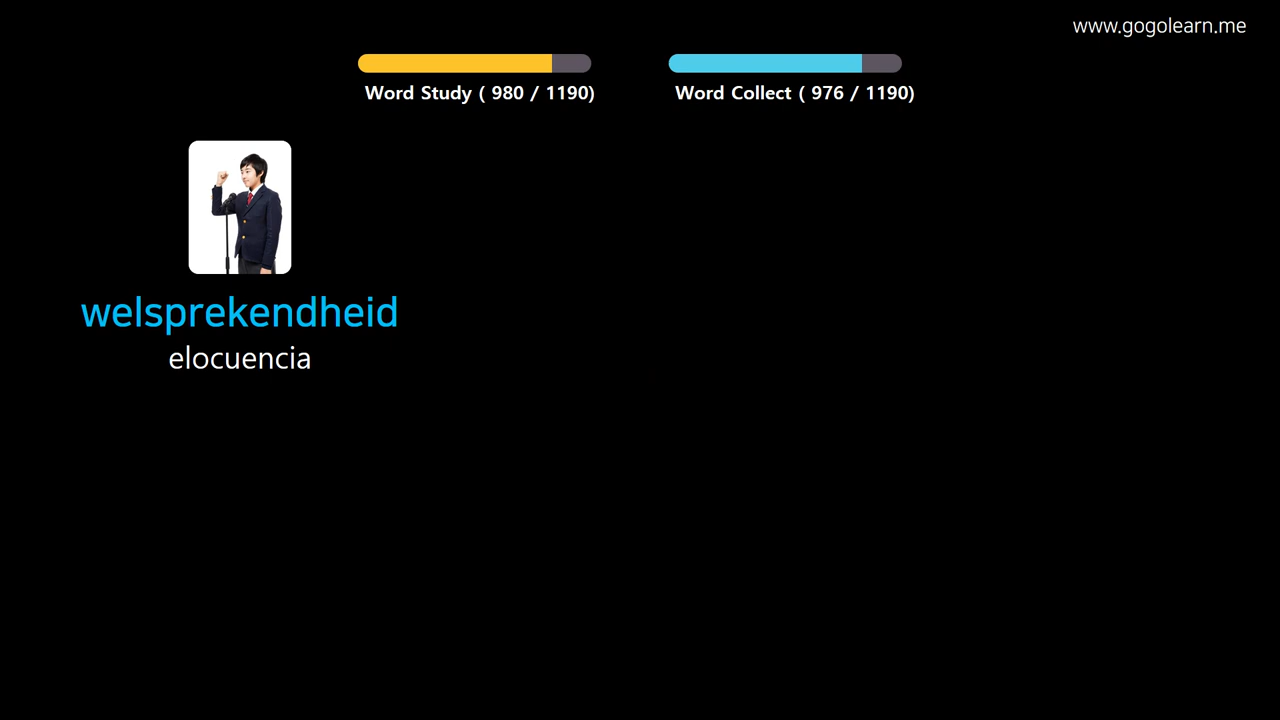 www.gogolearn.me
Word Study ( 980 / 1190)
Word Collect ( 976 / 1190)
welsprekendheid
elocuencia